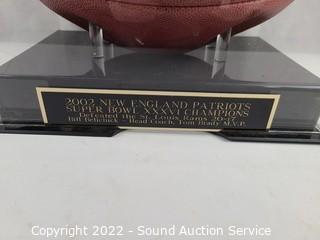 2002 NEW ENGLAND PATRIOTS
SUPER BOWL XXXVI CHAMPIONS
Defeated the St. Louis Rams 20-17
Bill Belichick - Head Coach, Tom Brady M.V.P.
Copyright 2022 - Sound Auction Service